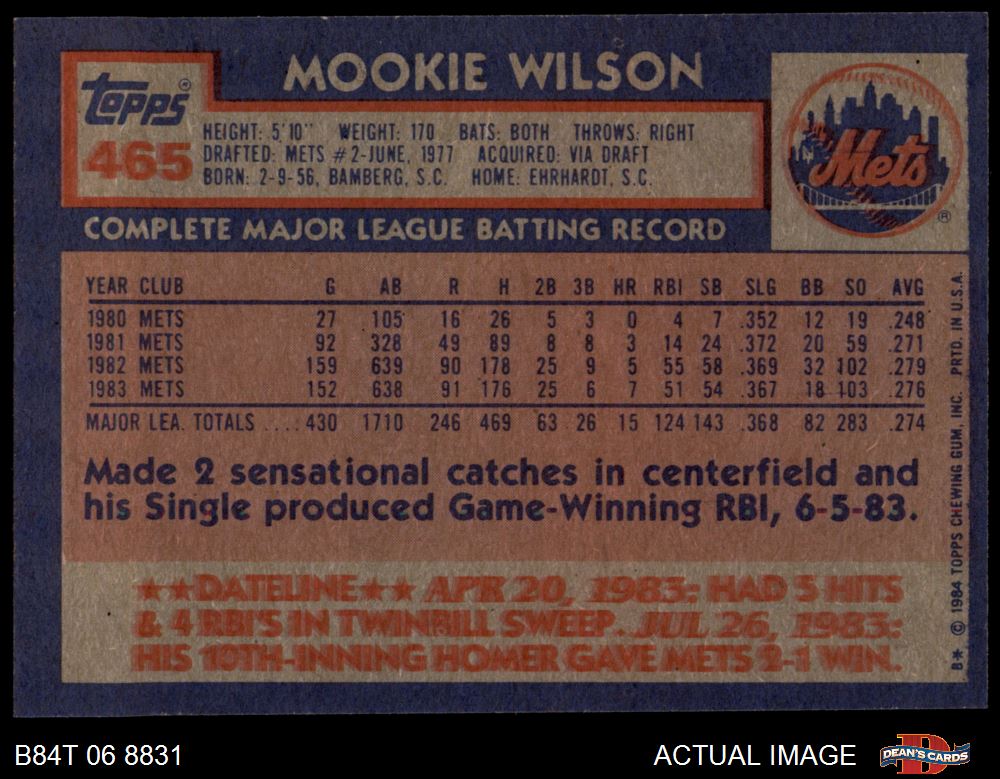 MOOKIE WILSON
topps®
465
HEIGHT: 5'10" WEIGHT: 170 BATS: BOTH THROWS: RIGHT
DRAFTED: METS #2-JUNE, 1977 ACQUIRED: VIA DRAFT
BORN: 2-9-56, BAMBERG, S.C. HOME: EHRHARDT, S.C.
Mets
®
COMPLETE MAJOR LEAGUE BATTING RECORD
YEAR CLUB G AB R H 2B 3B HR RBI SB SLG BB SO AVG
1980 METS 27 105 16 26 5 3 0 4 7 .352 12 19 .248
1981 METS 92 328 49 89 8 8 3 14 24 .372 20 59 .271
1982 METS 159 639 90 178 25 9 5 55 58 .369 32 102 .279
1983 METS 152 638 91 176 25 6 7 51 54 .367 18 103 .276
MAJOR LEA. TOTALS ....430 1710 246 469 63 26 15 124 143 .368 82 283 .274
Made 2 sensational catches in centerfield and
his Single produced Game-Winning RBI, 6-5-83.
★★DATELINE★★ APR 20, 1983: HAD 5 HITS
& 4 RBI'S IN TWINBILL SWEEP. JUL 26, 1983:
HIS 10TH-INNING HOMER GAVE METS 2-1 WIN.
B* © 1984 TOPPS CHEWING GUM, INC. PRTD. IN U.S.A.
B84T 06 8831
ACTUAL IMAGE
DEAN'S CARDS